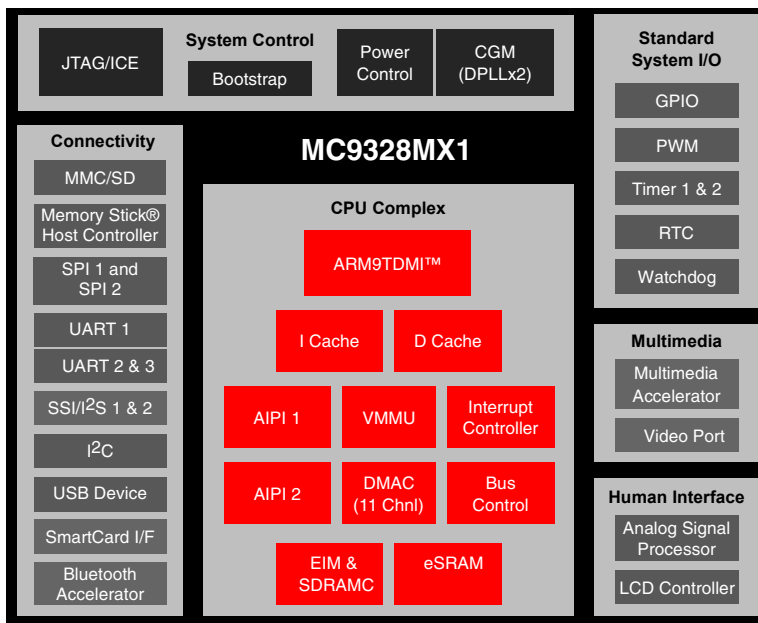 System Control
JTAG/ICE
Bootstrap
Power
Control
CGM
(DPLLx2)
Standard
System I/O
GPIO
PWM
Timer 1 & 2
RTC
Watchdog
Connectivity
MMC/SD
Memory Stick®
Host Controller
SPI 1 and
SPI 2
UART 1
UART 2 & 3
SSI/I²S 1 & 2
I²C
USB Device
SmartCard I/F
Bluetooth
Accelerator
MC9328MX1
CPU Complex
ARM9TDMI™
I Cache
D Cache
AIPI 1
VMMU
Interrupt
Controller
AIPI 2
DMAC
(11 Chnl)
Bus
Control
EIM &
SDRAMC
eSRAM
Multimedia
Multimedia
Accelerator
Video Port
Human Interface
Analog Signal
Processor
LCD Controller